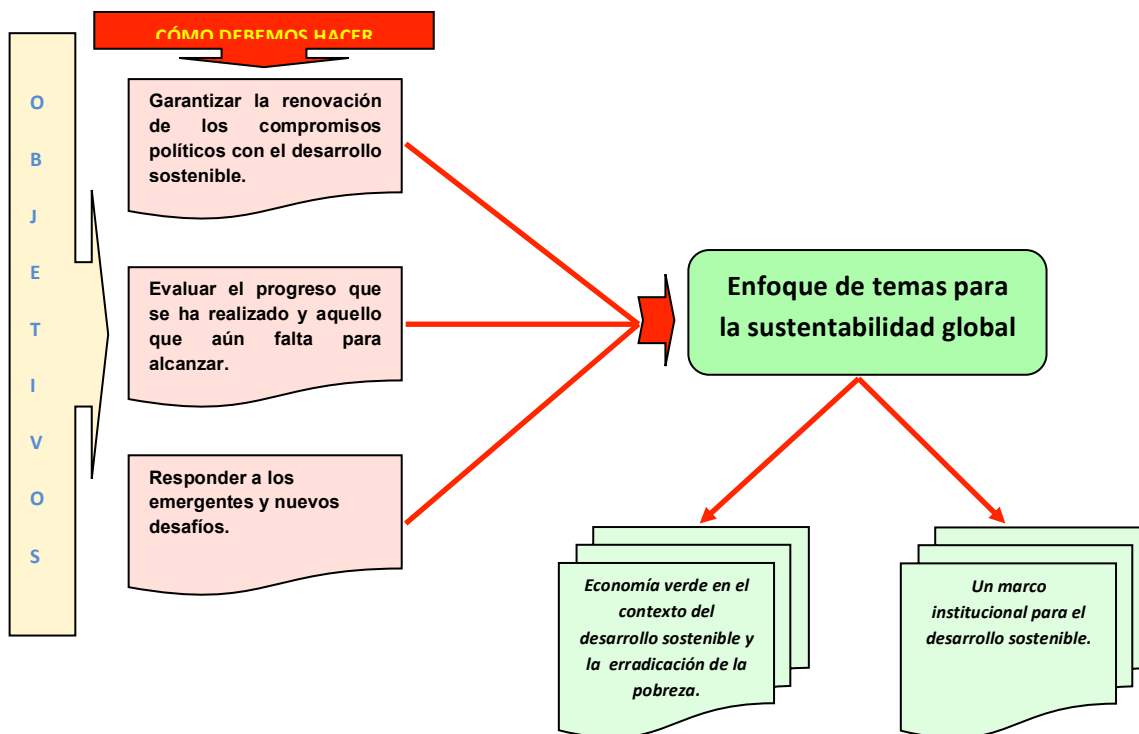 CÓMO DEBEMOS HACER
O
B
J
E
T
I
V
O
S
Garantizar la renovación
de los compromisos
políticos con el desarrollo
sostenible.
Evaluar el progreso que
se ha realizado y aquello
que aún falta para
alcanzar.
Responder a los
emergentes y nuevos
desafíos.
Enfoque de temas para
la sustentabilidad global
Economía verde en el
contexto del
desarrollo sostenible y
la erradicación de la
pobreza.
Un marco
institucional para el
desarrollo sostenible.